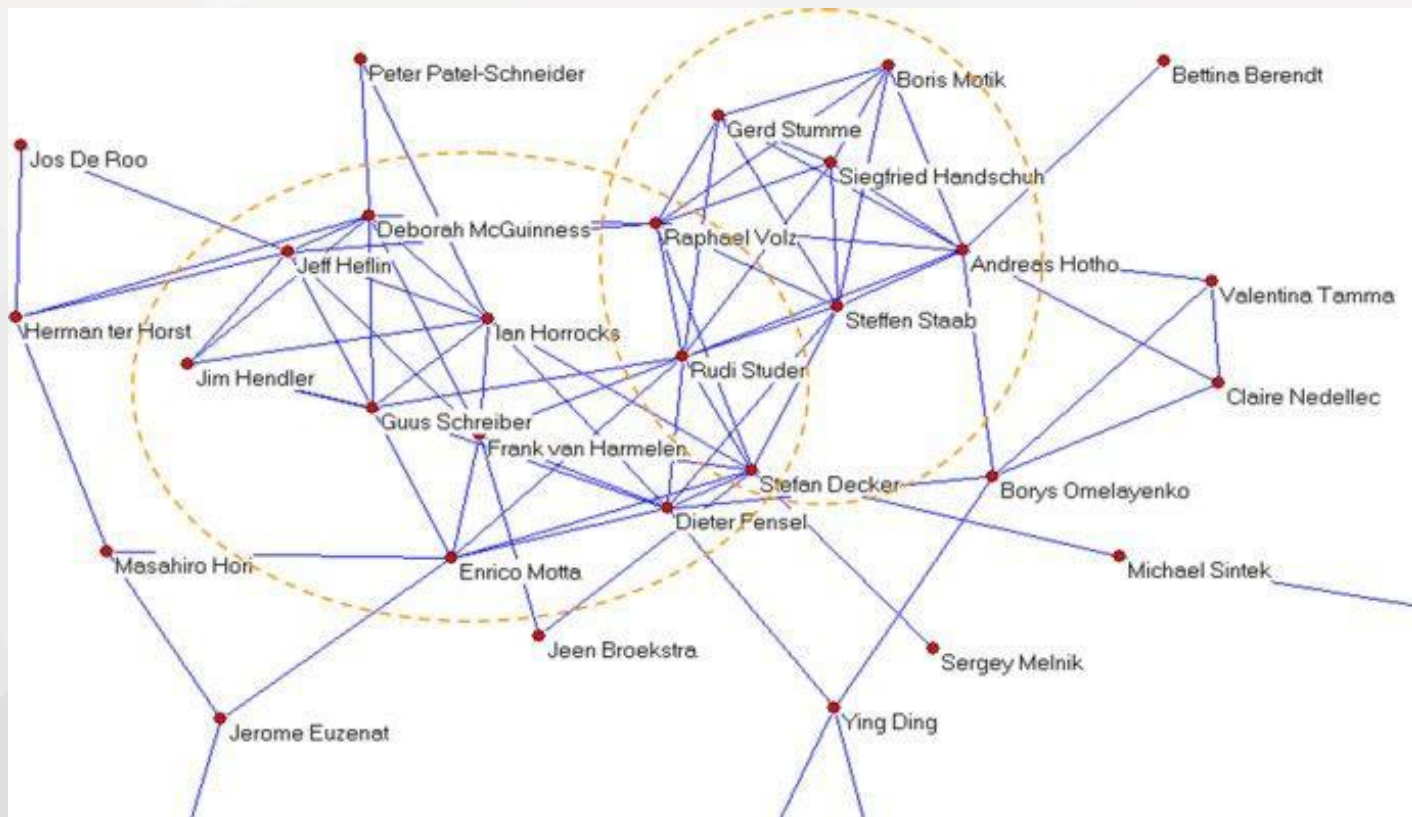 Peter Patel-Schneider
Boris Motik
Bettina Berendt
Gerd Stumme
Jos De Roo
Siegfried Handschuh
Deborah McGuinness
Raphael Volz
Jeff Heflin
Andreas Hotho
Valentina Tamma
Herman ter Horst
Ian Horrocks
Steffen Staab
Jim Hendler
Rudi Studer
Claire Nedellec
Guus Schreiber
Frank van Harmelen
Stefan Decker
Borys Omelayenko
Dieter Fensel
Masahiro Hori
Enrico Motta
Michael Sintek
Jeen Broekstra
Sergey Melnik
Jerome Euzenat
Ying Ding